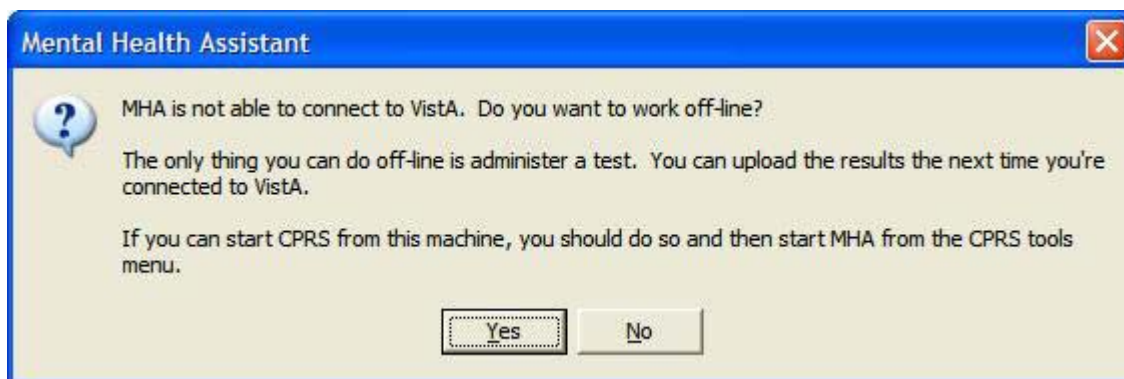 Mental Health Assistant
MHA is not able to connect to VistA. Do you want to work off-line?
The only thing you can do off-line is administer a test. You can upload the results the next time you're
connected to VistA.
If you can start CPRS from this machine, you should do so and then start MHA from the CPRS tools
menu.
Yes No